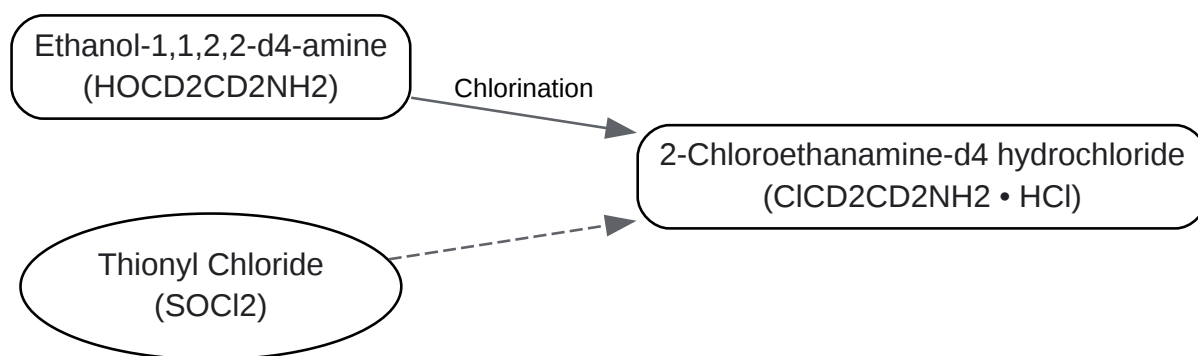 Ethanol-1,1,2,2-d4-amine
(HOCD2CD2NH2)
Chlorination
2-Chloroethanamine-d4 hydrochloride
(ClCD2CD2NH2 • HCl)
Thionyl Chloride
(SOCl2)